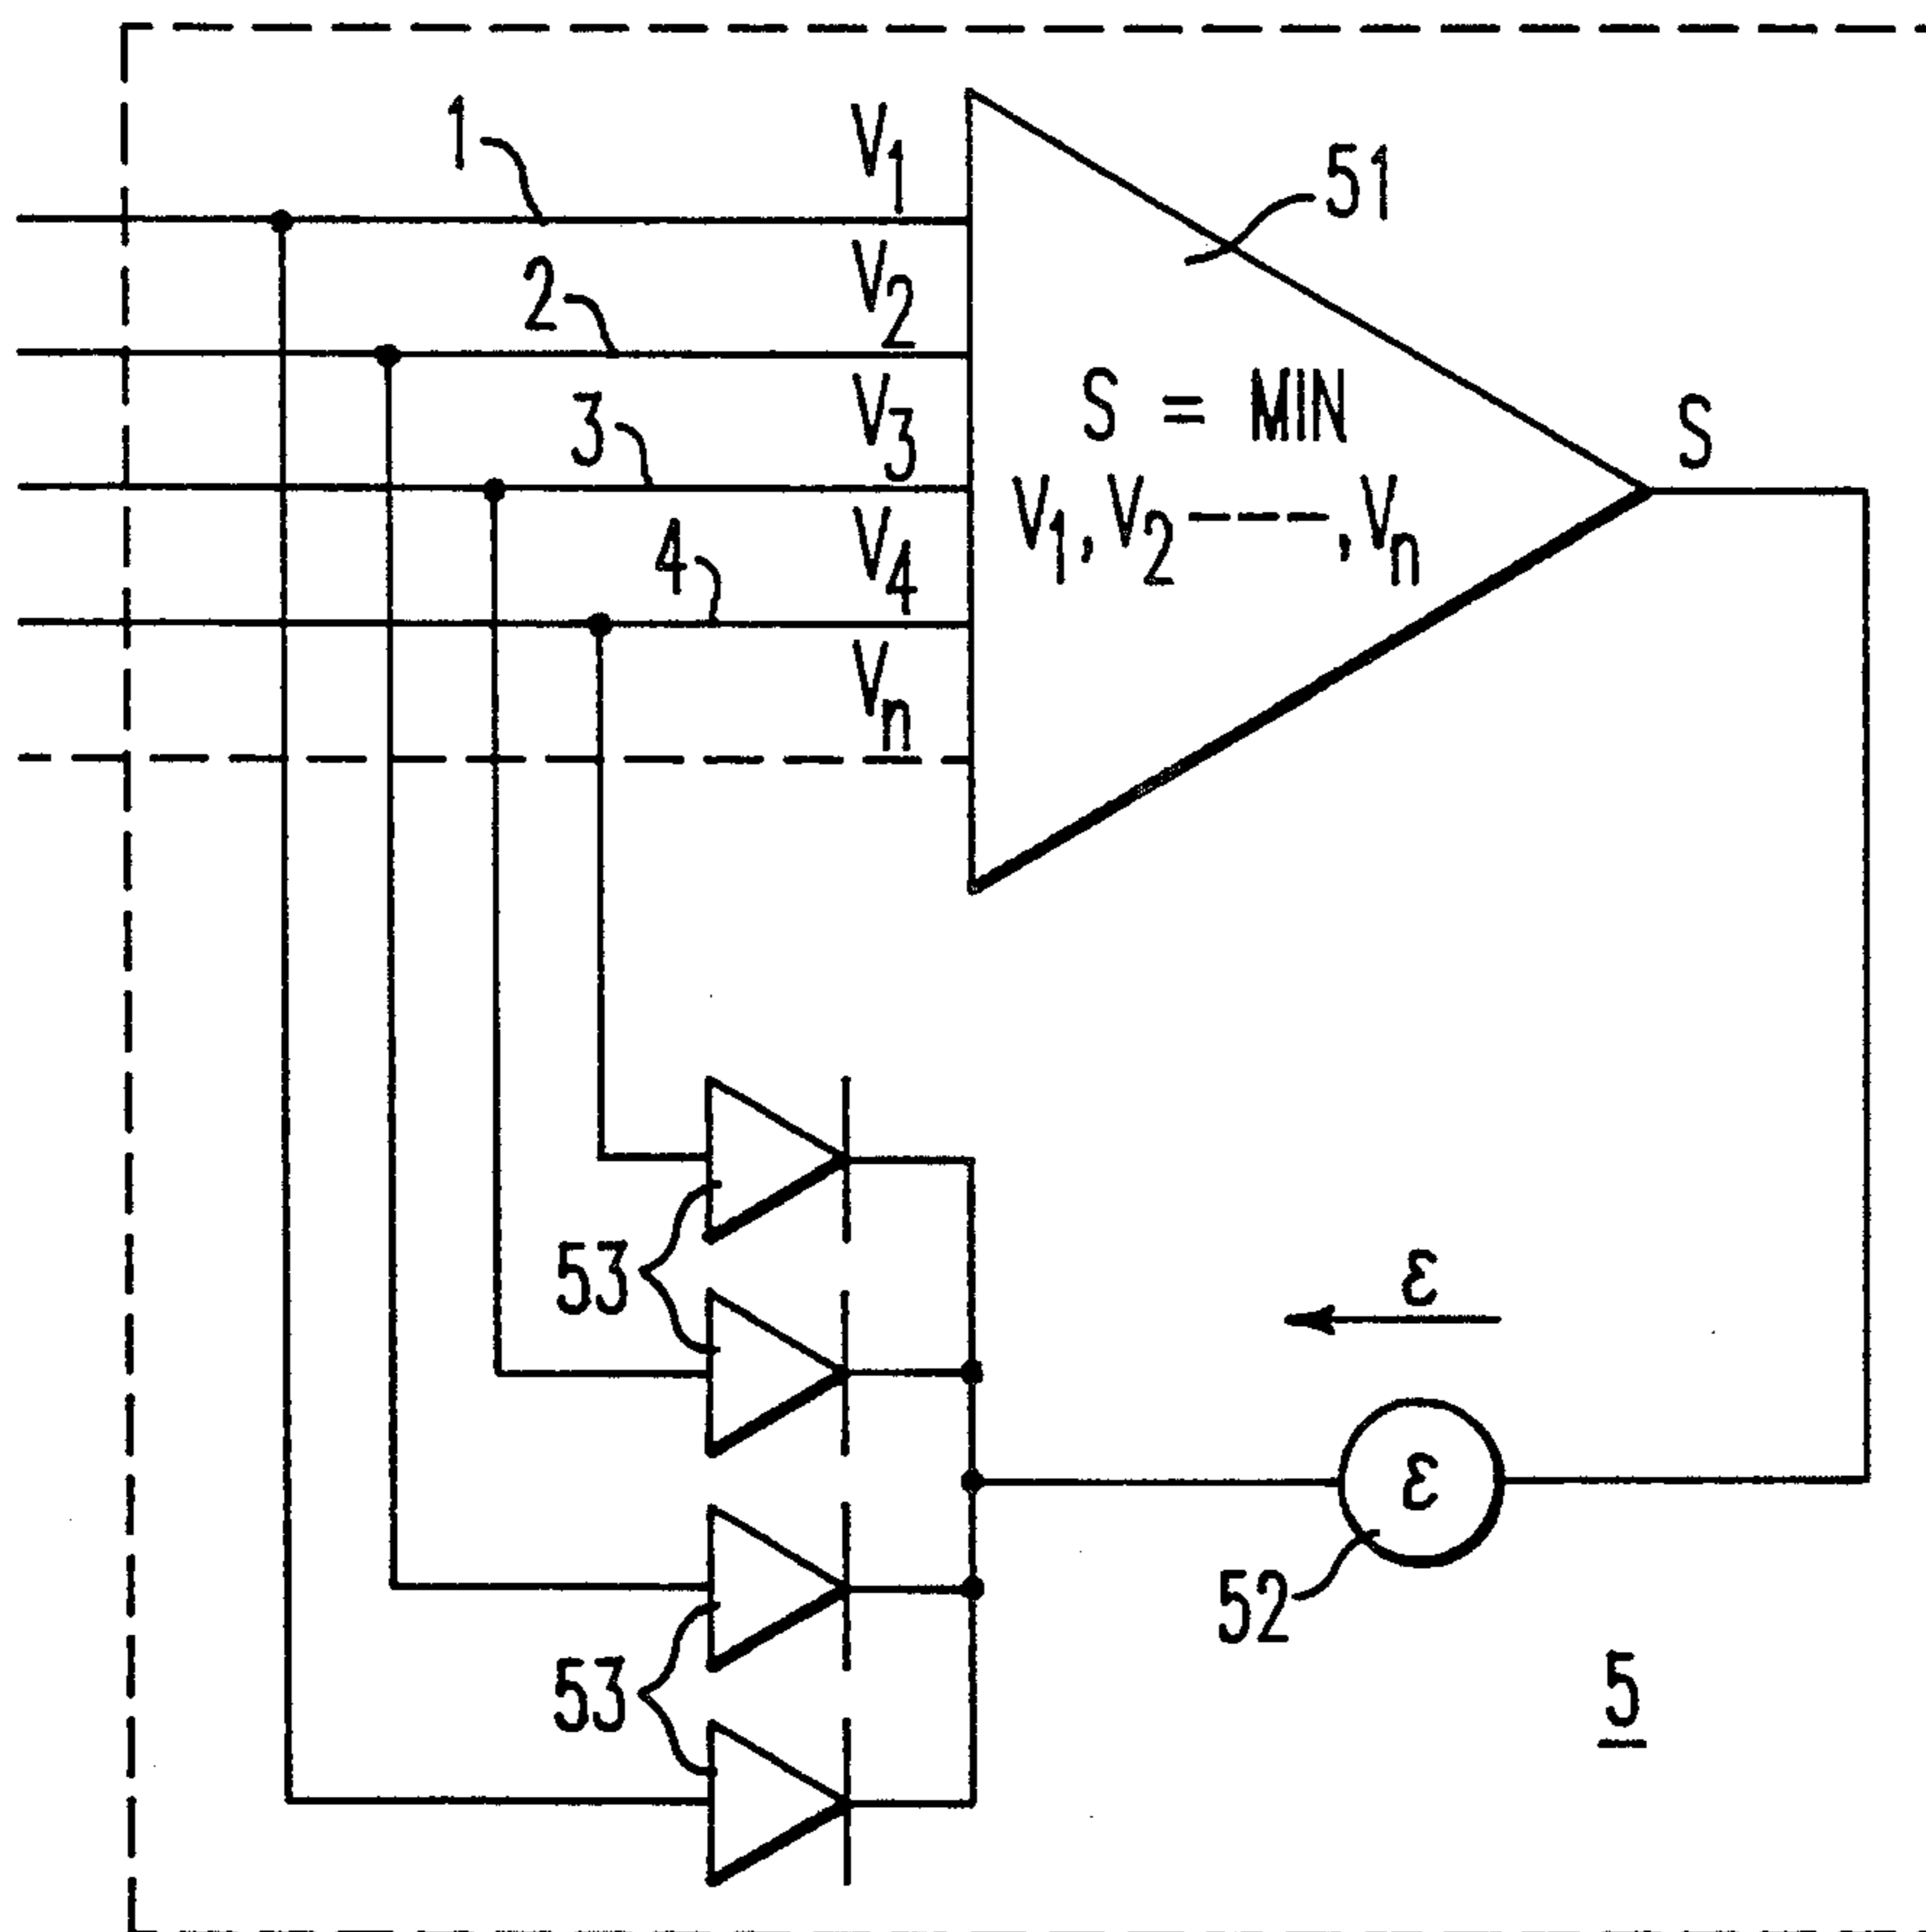 1
V1
51
2
V2
3
V3
S = MIN
S
4
V4
V1, V2----, Vn
Vn
53
ε
ε
52
53
5